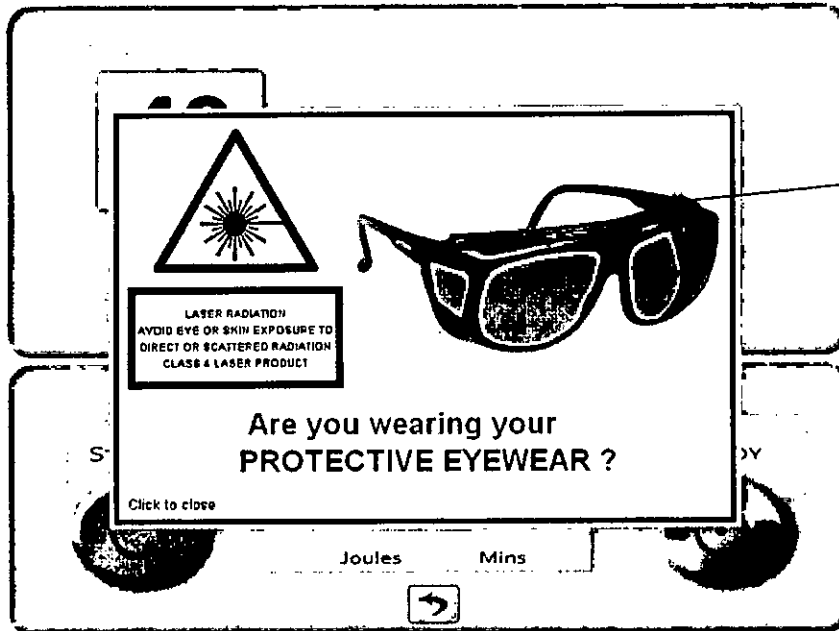 LASER RADIATION
AVOID EYE OR SKIN EXPOSURE TO
DIRECT OR SCATTERED RADIATION
CLASS 4 LASER PRODUCT
Are you wearing your
PROTECTIVE EYEWEAR ?
Click to close
Joules Mins